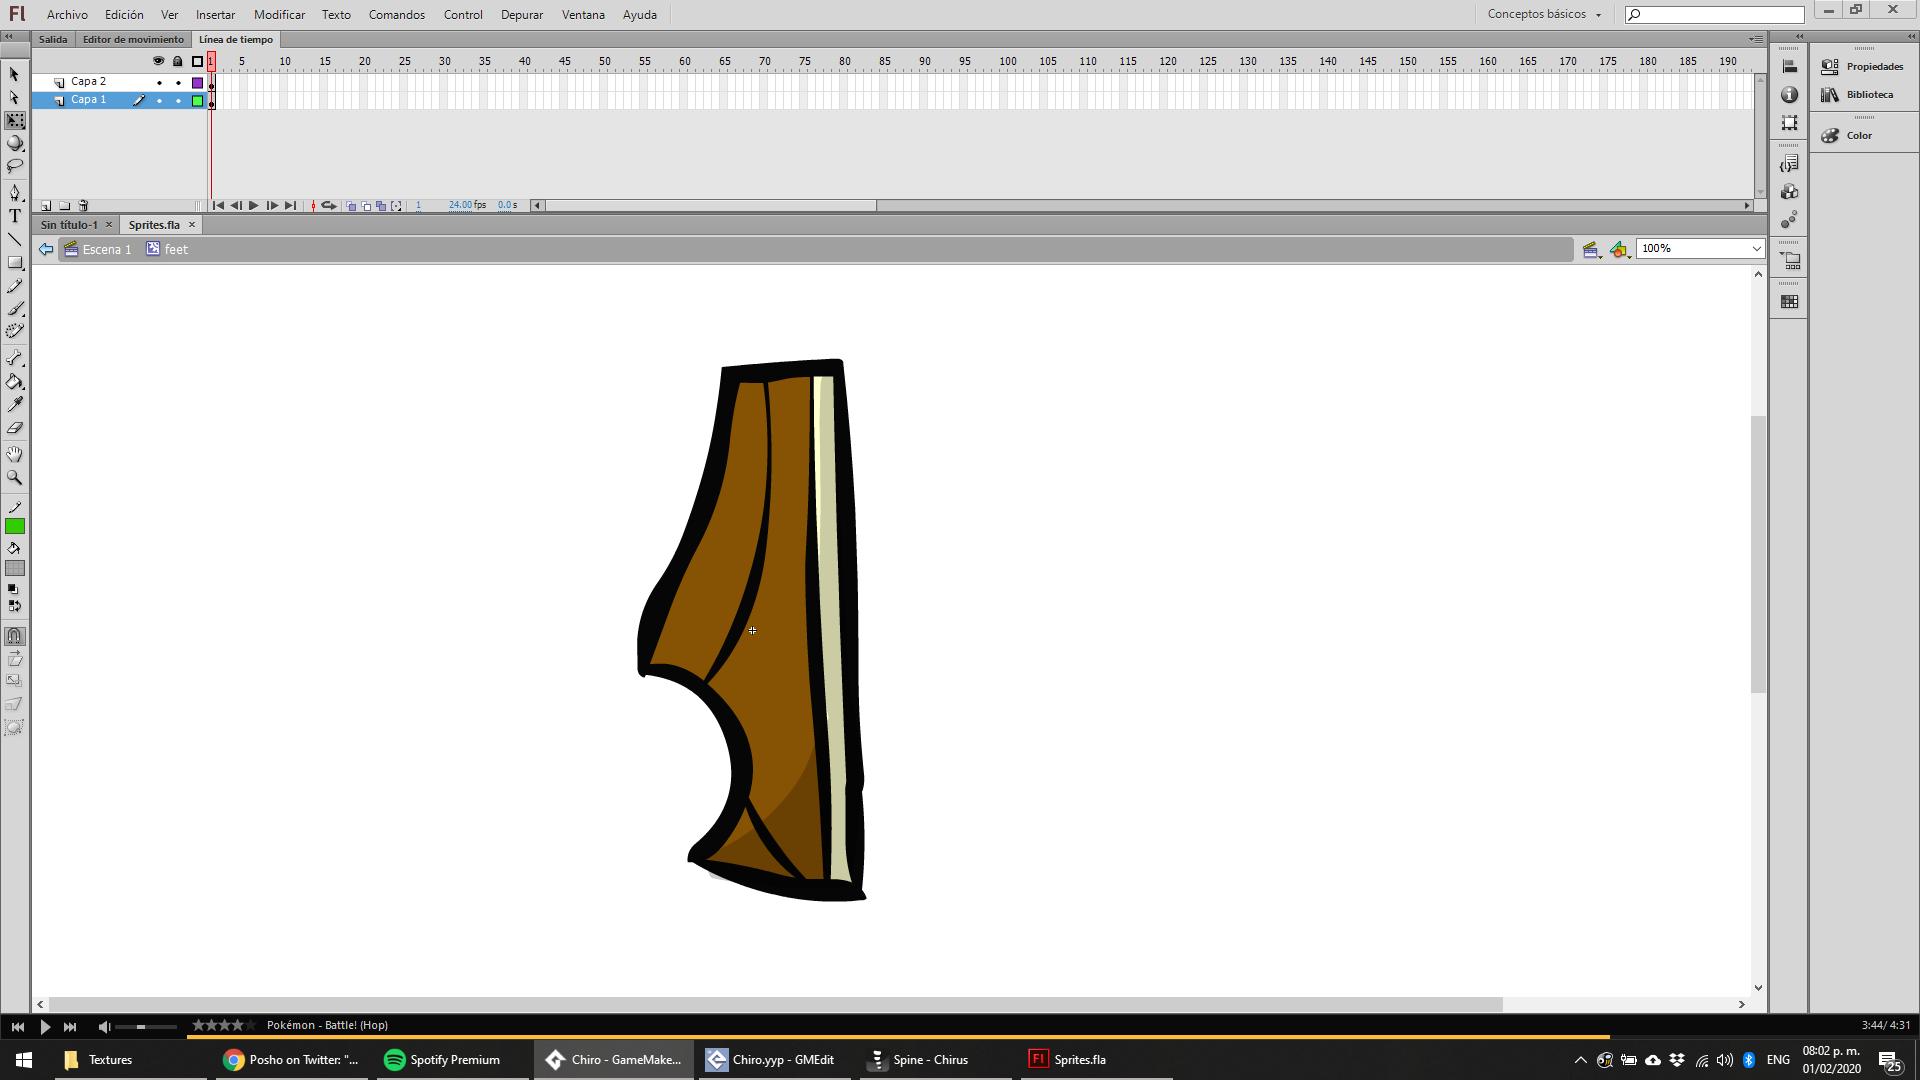 Fl Archivo Edición Ver Insertar Modificar Texto Comandos Control Depurar Ventana Ayuda Conceptos básicos
Salida Editor de movimiento Línea de tiempo
1 5 10 15 20 25 30 35 40 45 50 55 60 65 70 75 80 85 90 95 100 105 110 115 120 125 130 135 140 145 150 155 160 165 170 175 180 185 190
Capa 2
Capa 1
1 24.00 fps 0.0 s
Propiedades
Biblioteca
Color
Sin título-1 × Sprites.fla ×
Escena 1 feet 100%
T
Pokémon - Battle! (Hop) 3:44/ 4:31
Textures Posho on Twitter: "... Spotify Premium Chiro - GameMake... Chiro.yyp - GMEdit Spine - Chirus Fl Sprites.fla ENG 08:02 p. m.
01/02/2020 25